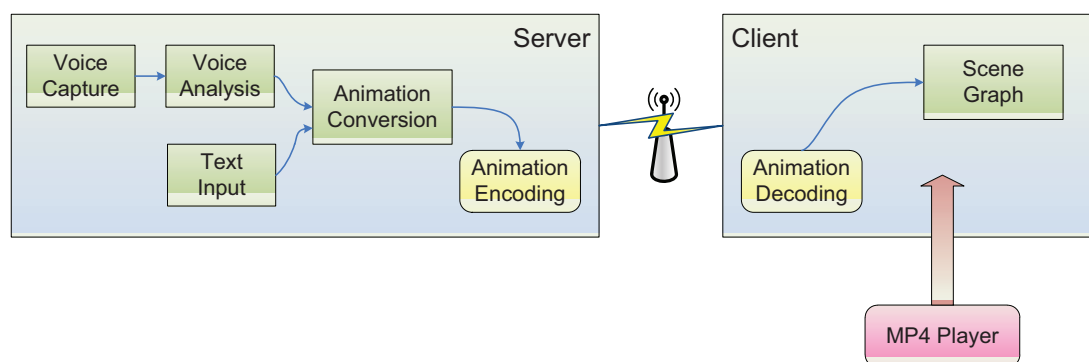 Server
Voice
Capture
Voice
Analysis
Animation
Conversion
Text
Input
Animation
Encoding
Client
Scene
Graph
Animation
Decoding
MP4 Player